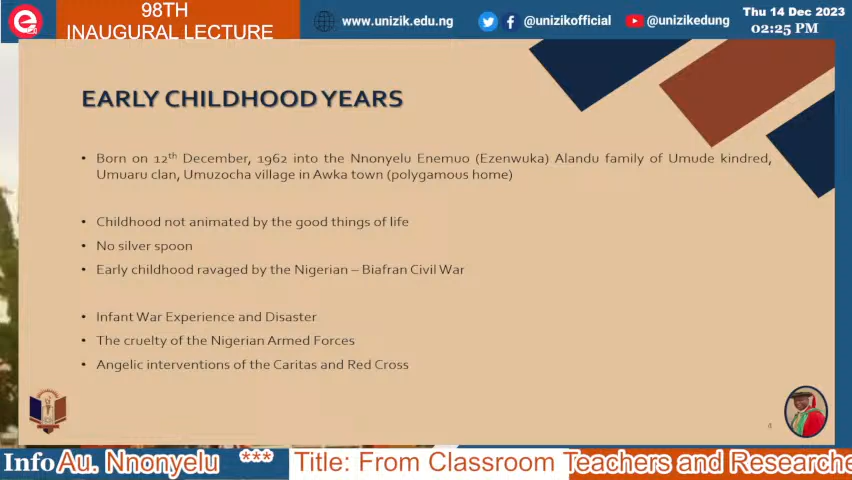 98TH
INAUGURAL LECTURE
www.unizik.edu.ng
@unizikofficial
@unizikedung
Thu 14 Dec 2023
02:25 PM
EARLY CHILDHOOD YEARS
• Born on 12th December, 1962 into the Nnonyelu Enemuo (Ezenwuka) Alandu family of Umude kindred,
Umuaru clan, Umuzocha village in Awka town (polygamous home)
• Childhood not animated by the good things of life
• No silver spoon
• Early childhood ravaged by the Nigerian – Biafran Civil War
• Infant War Experience and Disaster
• The cruelty of the Nigerian Armed Forces
• Angelic interventions of the Caritas and Red Cross
4
Info Au. Nnonyelu *** Title: From Classroom Teachers and Researche